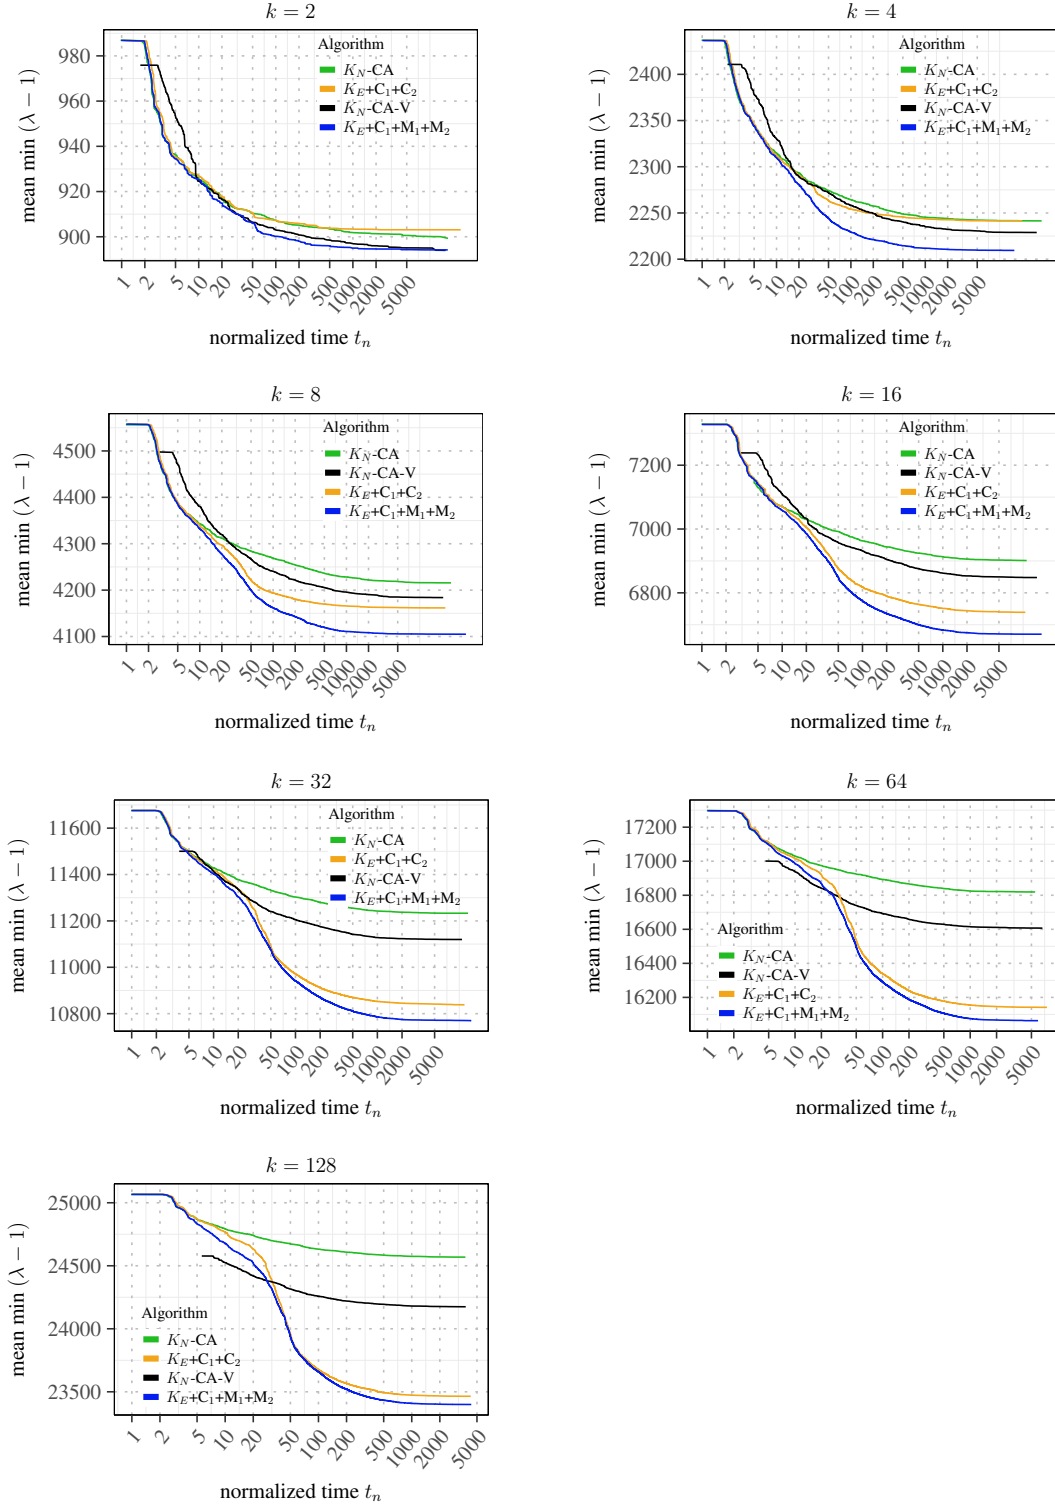 k = 2
mean min (λ − 1)
980
960
940
920
900
Algorithm
K_N-CA
K_E+C₁+C₂
K_N-CA-V
K_E+C₁+M₁+M₂
1 2 5 10 20 50 100 200 500 1000 2000 5000
normalized time t_n
k = 4
mean min (λ − 1)
2400
2350
2300
2250
2200
Algorithm
K_N-CA
K_E+C₁+C₂
K_N-CA-V
K_E+C₁+M₁+M₂
1 2 5 10 20 50 100 200 500 1000 2000 5000
normalized time t_n
k = 8
mean min (λ − 1)
4500
4400
4300
4200
4100
Algorithm
K_N-CA
K_N-CA-V
K_E+C₁+C₂
K_E+C₁+M₁+M₂
1 2 5 10 20 50 100 200 500 1000 2000 5000
normalized time t_n
k = 16
mean min (λ − 1)
7200
7000
6800
Algorithm
K_N-CA
K_N-CA-V
K_E+C₁+C₂
K_E+C₁+M₁+M₂
1 2 5 10 20 50 100 200 500 1000 2000 5000
normalized time t_n
k = 32
mean min (λ − 1)
11600
11400
11200
11000
10800
Algorithm
K_N-CA
K_E+C₁+C₂
K_N-CA-V
K_E+C₁+M₁+M₂
1 2 5 10 20 50 100 200 500 1000 2000 5000
normalized time t_n
k = 64
mean min (λ − 1)
17200
17000
16800
16600
16400
16200
Algorithm
K_N-CA
K_N-CA-V
K_E+C₁+C₂
K_E+C₁+M₁+M₂
1 2 5 10 20 50 100 200 500 1000 2000 5000
normalized time t_n
k = 128
mean min (λ − 1)
25000
24500
24000
23500
Algorithm
K_N-CA
K_E+C₁+C₂
K_N-CA-V
K_E+C₁+M₁+M₂
1 2 5 10 20 50 100 200 500 1000 2000 5000
normalized time t_n